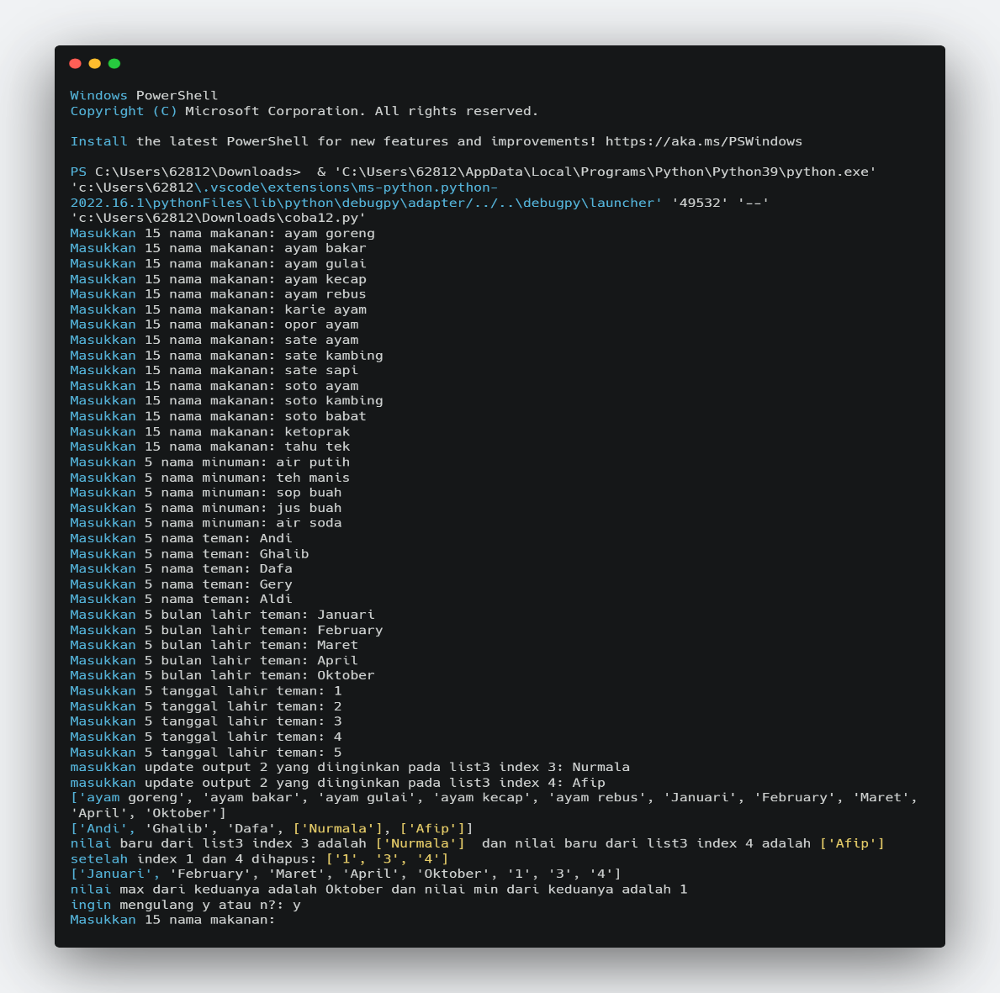 Windows PowerShell
Copyright (C) Microsoft Corporation. All rights reserved.
Install the latest PowerShell for new features and improvements! https://aka.ms/PSWindows
PS C:\Users\62812\Downloads>  & 'C:\Users\62812\AppData\Local\Programs\Python\Python39\python.exe'
'c:\Users\62812\.vscode\extensions\ms-python.python-
2022.16.1\pythonFiles\lib\python\debugpy\adapter/../..\debugpy\launcher' '49532' '--'
'c:\Users\62812\Downloads\coba12.py'
Masukkan 15 nama makanan: ayam goreng
Masukkan 15 nama makanan: ayam bakar
Masukkan 15 nama makanan: ayam gulai
Masukkan 15 nama makanan: ayam kecap
Masukkan 15 nama makanan: ayam rebus
Masukkan 15 nama makanan: karie ayam
Masukkan 15 nama makanan: opor ayam
Masukkan 15 nama makanan: sate ayam
Masukkan 15 nama makanan: sate kambing
Masukkan 15 nama makanan: sate sapi
Masukkan 15 nama makanan: soto ayam
Masukkan 15 nama makanan: soto kambing
Masukkan 15 nama makanan: soto babat
Masukkan 15 nama makanan: ketoprak
Masukkan 15 nama makanan: tahu tek
Masukkan 5 nama minuman: air putih
Masukkan 5 nama minuman: teh manis
Masukkan 5 nama minuman: sop buah
Masukkan 5 nama minuman: jus buah
Masukkan 5 nama minuman: air soda
Masukkan 5 nama teman: Andi
Masukkan 5 nama teman: Ghalib
Masukkan 5 nama teman: Dafa
Masukkan 5 nama teman: Gery
Masukkan 5 nama teman: Aldi
Masukkan 5 bulan lahir teman: Januari
Masukkan 5 bulan lahir teman: February
Masukkan 5 bulan lahir teman: Maret
Masukkan 5 bulan lahir teman: April
Masukkan 5 bulan lahir teman: Oktober
Masukkan 5 tanggal lahir teman: 1
Masukkan 5 tanggal lahir teman: 2
Masukkan 5 tanggal lahir teman: 3
Masukkan 5 tanggal lahir teman: 4
Masukkan 5 tanggal lahir teman: 5
masukkan update output 2 yang diinginkan pada list3 index 3: Nurmala
masukkan update output 2 yang diinginkan pada list3 index 4: Afip
['ayam goreng', 'ayam bakar', 'ayam gulai', 'ayam kecap', 'ayam rebus', 'Januari', 'February', 'Maret',
'April', 'Oktober']
['Andi', 'Ghalib', 'Dafa', ['Nurmala'], ['Afip']]
nilai baru dari list3 index 3 adalah ['Nurmala']  dan nilai baru dari list3 index 4 adalah ['Afip']
setelah index 1 dan 4 dihapus: ['1', '3', '4']
['Januari', 'February', 'Maret', 'April', 'Oktober', '1', '3', '4']
nilai max dari keduanya adalah Oktober dan nilai min dari keduanya adalah 1
ingin mengulang y atau n?: y
Masukkan 15 nama makanan: